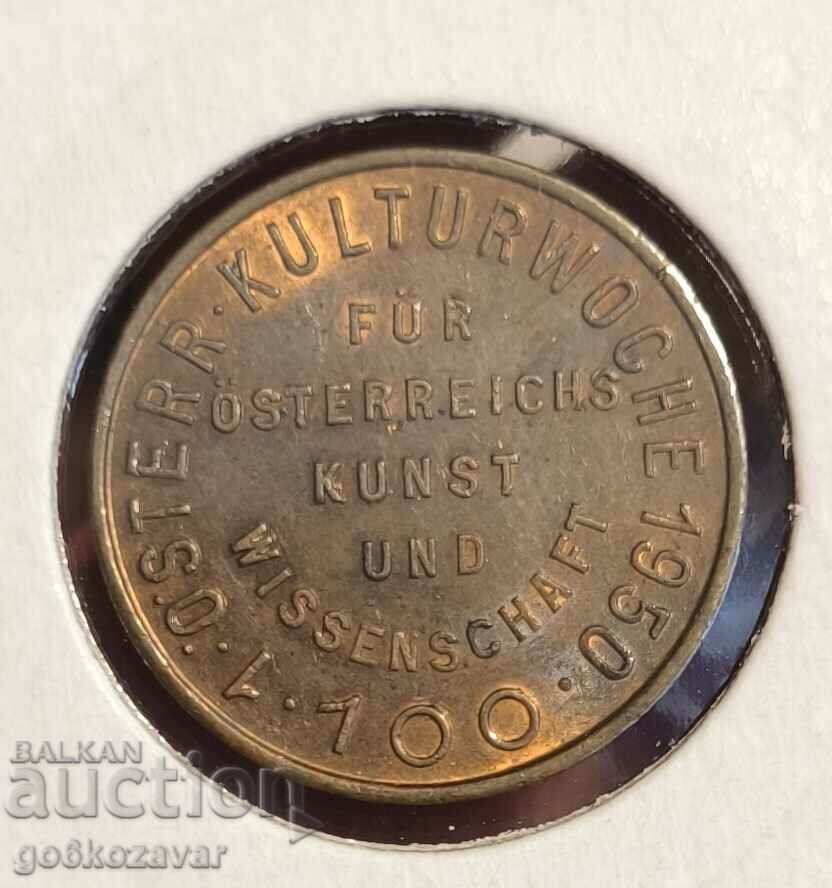 1. ÖSTERR. KULTURWOCHE 1950.
FÜR
ÖSTERREICHS
KUNST
UND
WISSENSCHAFT
· 100 ·
BALKAN
auction
go6kozavar